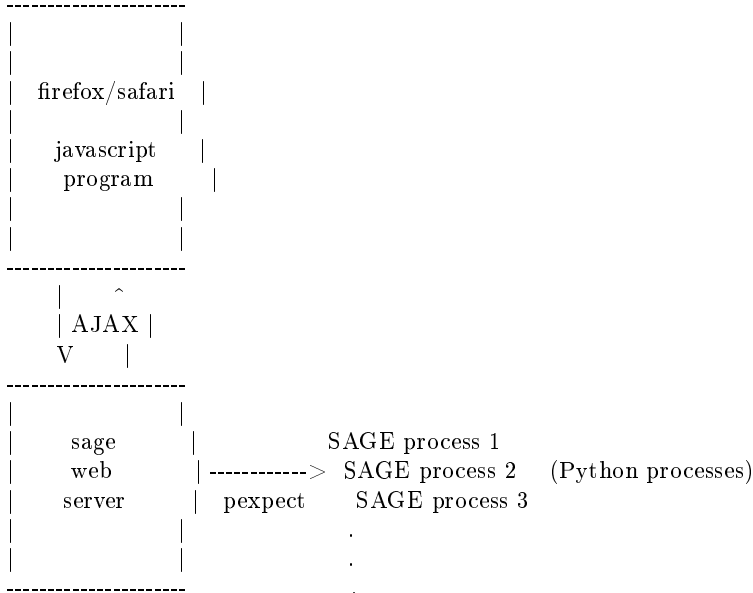 --------------------
| |
| |
| firefox/safari |
| |
| javascript |
| program |
| |
| |
--------------------
| ^
| AJAX |
V |
--------------------
| |
| sage | SAGE process 1
| web | ------------> SAGE process 2 (Python processes)
| server | pexpect SAGE process 3
| | .
| | .
-------------------- .